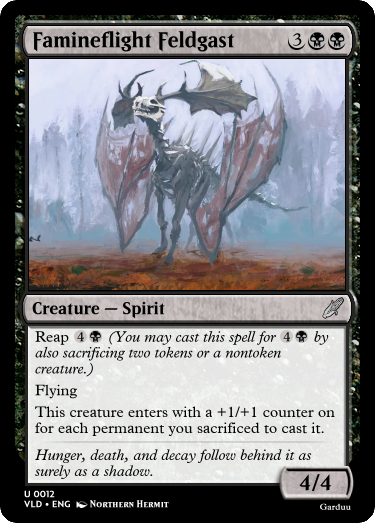 Famineflight Feldgast 3
Creature — Spirit
Reap 4 (You may cast this spell for 4 by
also sacrificing two tokens or a nontoken
creature.)
Flying
This creature enters with a +1/+1 counter on
for each permanent you sacrificed to cast it.
Hunger, death, and decay follow behind it as
surely as a shadow.
4/4
U 0012
VLD • ENG Northern Hermit
Garduu